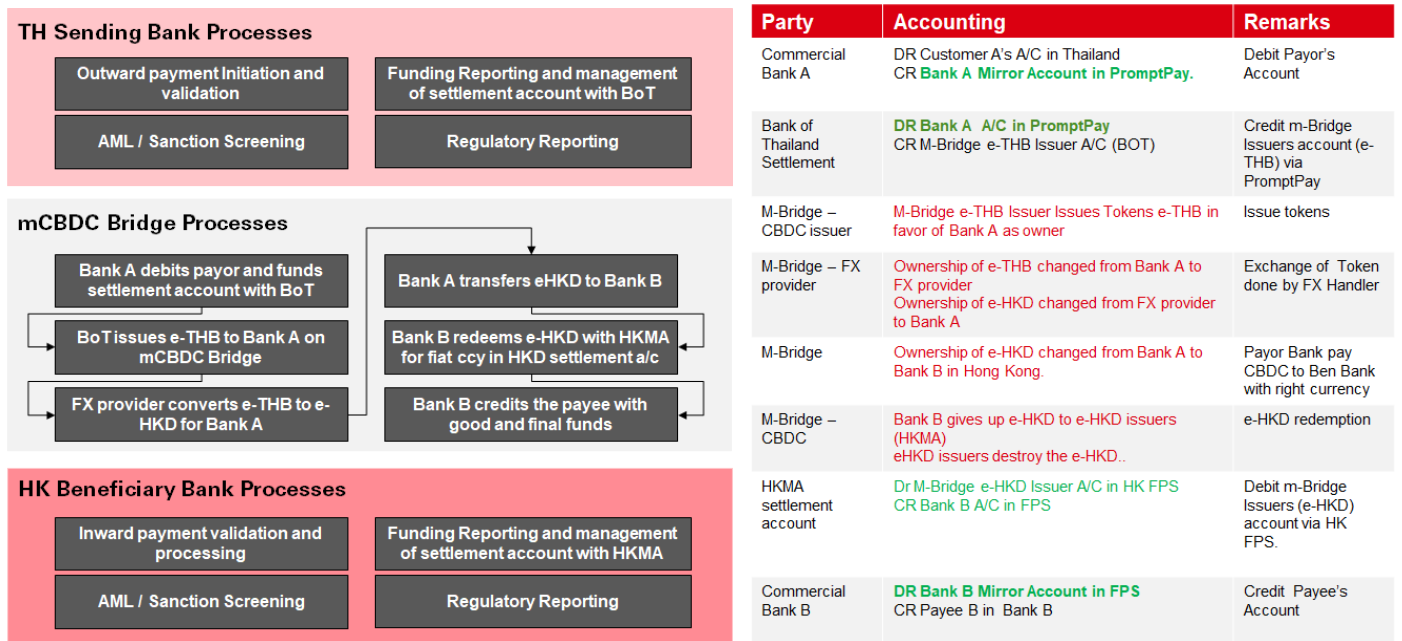 TH Sending Bank Processes
Outward payment Initiation and
validation
Funding Reporting and management
of settlement account with BoT
AML / Sanction Screening
Regulatory Reporting
mCBDC Bridge Processes
Bank A debits payor and funds
settlement account with BoT
BoT issues e-THB to Bank A on
mCBDC Bridge
FX provider converts e-THB to e-
HKD for Bank A
Bank A transfers eHKD to Bank B
Bank B redeems e-HKD with HKMA
for fiat ccy in HKD settlement a/c
Bank B credits the payee with
good and final funds
HK Beneficiary Bank Processes
Inward payment validation and
processing
Funding Reporting and management
of settlement account with HKMA
AML / Sanction Screening
Regulatory Reporting
Party
Accounting
Remarks
Commercial
Bank A
DR Customer A's A/C in Thailand
CR Bank A Mirror Account in PromptPay.
Debit Payor's
Account
Bank of
Thailand
Settlement
DR Bank A A/C in PromptPay
CR M-Bridge e-THB Issuer A/C (BOT)
Credit m-Bridge
Issuers account (e-
THB) via
PromptPay
M-Bridge –
CBDC issuer
M-Bridge e-THB Issuer Issues Tokens e-THB in
favor of Bank A as owner
Issue tokens
M-Bridge – FX
provider
Ownership of e-THB changed from Bank A to
FX provider
Ownership of e-HKD changed from FX provider
to Bank A
Exchange of Token
done by FX Handler
M-Bridge
Ownership of e-HKD changed from Bank A to
Bank B in Hong Kong.
Payor Bank pay
CBDC to Ben Bank
with right currency
M-Bridge –
CBDC
Bank B gives up e-HKD to e-HKD issuers
(HKMA)
eHKD issuers destroy the e-HKD..
e-HKD redemption
HKMA
settlement
account
Dr M-Bridge e-HKD Issuer A/C in HK FPS
CR Bank B A/C in FPS
Debit m-Bridge
Issuers (e-HKD)
account via HK
FPS.
Commercial
Bank B
DR Bank B Mirror Account in FPS
CR Payee B in Bank B
Credit Payee's
Account